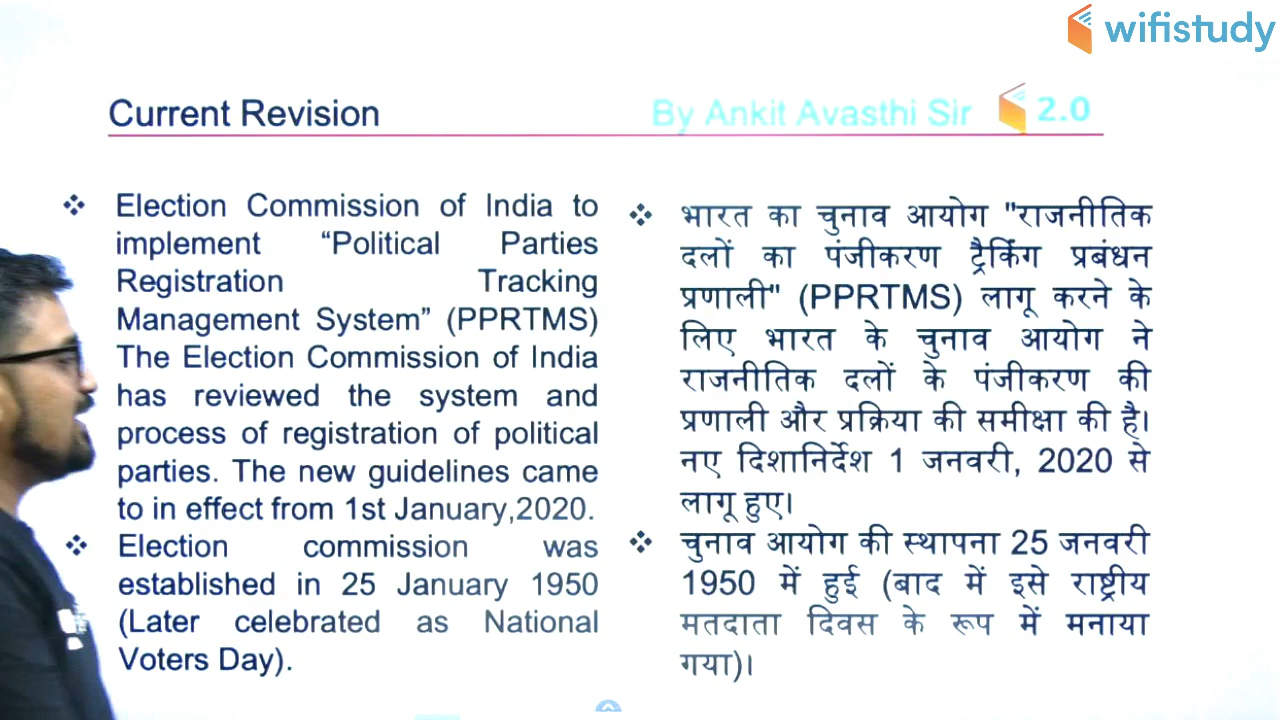 wifistudy
Current Revision
By Ankit Avasthi Sir
2.0
❖ Election Commission of India to
implement “Political Parties
Registration Tracking
Management System” (PPRTMS)
The Election Commission of India
has reviewed the system and
process of registration of political
parties. The new guidelines came
to in effect from 1st January,2020.
❖ Election commission was
established in 25 January 1950
(Later celebrated as National
Voters Day).
❖ भारत का चुनाव आयोग "राजनीतिक
दलों का पंजीकरण ट्रैकिंग प्रबंधन
प्रणाली" (PPRTMS) लागू करने के
लिए भारत के चुनाव आयोग ने
राजनीतिक दलों के पंजीकरण की
प्रणाली और प्रक्रिया की समीक्षा की है।
नए दिशानिर्देश 1 जनवरी, 2020 से
लागू हुए।
❖ चुनाव आयोग की स्थापना 25 जनवरी
1950 में हुई (बाद में इसे राष्ट्रीय
मतदाता दिवस के रूप में मनाया
गया)।